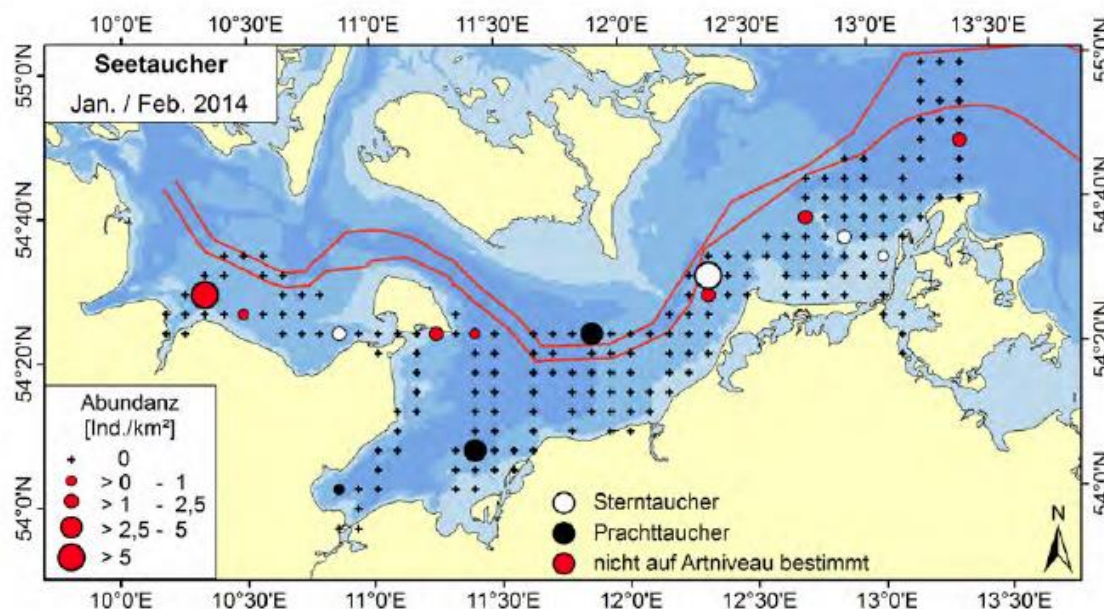 10°0'E 10°30'E 11°0'E 11°30'E 12°0'E 12°30'E 13°0'E 13°30'E
Seetaucher
Jan. / Feb. 2014
55°0'N 55°0'N
54°40'N 54°40'N
54°20'N 54°20'N
54°0'N 54°0'N
Abundanz
[Ind./km²]
0
> 0 - 1
> 1 - 2,5
> 2,5 - 5
> 5
Sterntaucher
Prachttaucher
nicht auf Artniveau bestimmt
N
10°0'E 10°30'E 11°0'E 11°30'E 12°0'E 12°30'E 13°0'E 13°30'E